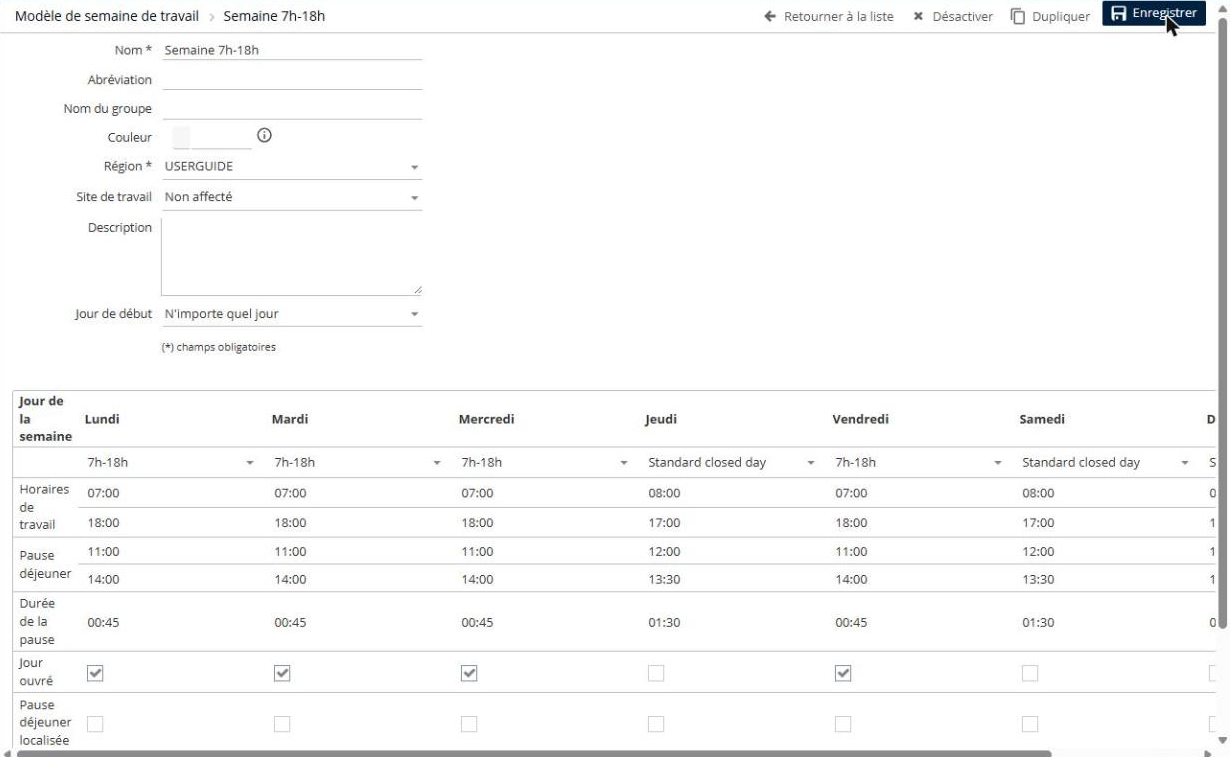 Modèle de semaine de travail › Semaine 7h-18h
Retourner à la liste Désactiver Dupliquer Enregistrer
Nom * Semaine 7h-18h
Abréviation
Nom du groupe
Couleur
Région * USERGUIDE
Site de travail Non affecté
Description
Jour de début N'importe quel jour
(*) champs obligatoires
Jour de
la
semaine
Lundi Mardi Mercredi Jeudi Vendredi Samedi D
7h-18h 7h-18h 7h-18h Standard closed day 7h-18h Standard closed day S
Horaires
de
travail
07:00 07:00 07:00 08:00 07:00 08:00 0
18:00 18:00 18:00 17:00 18:00 17:00 1
Pause
déjeuner
11:00 11:00 11:00 12:00 11:00 12:00 1
14:00 14:00 14:00 13:30 14:00 13:30 1
Durée
de la
pause
00:45 00:45 00:45 01:30 00:45 01:30 0
Jour
ouvré
Pause
déjeuner
localisée